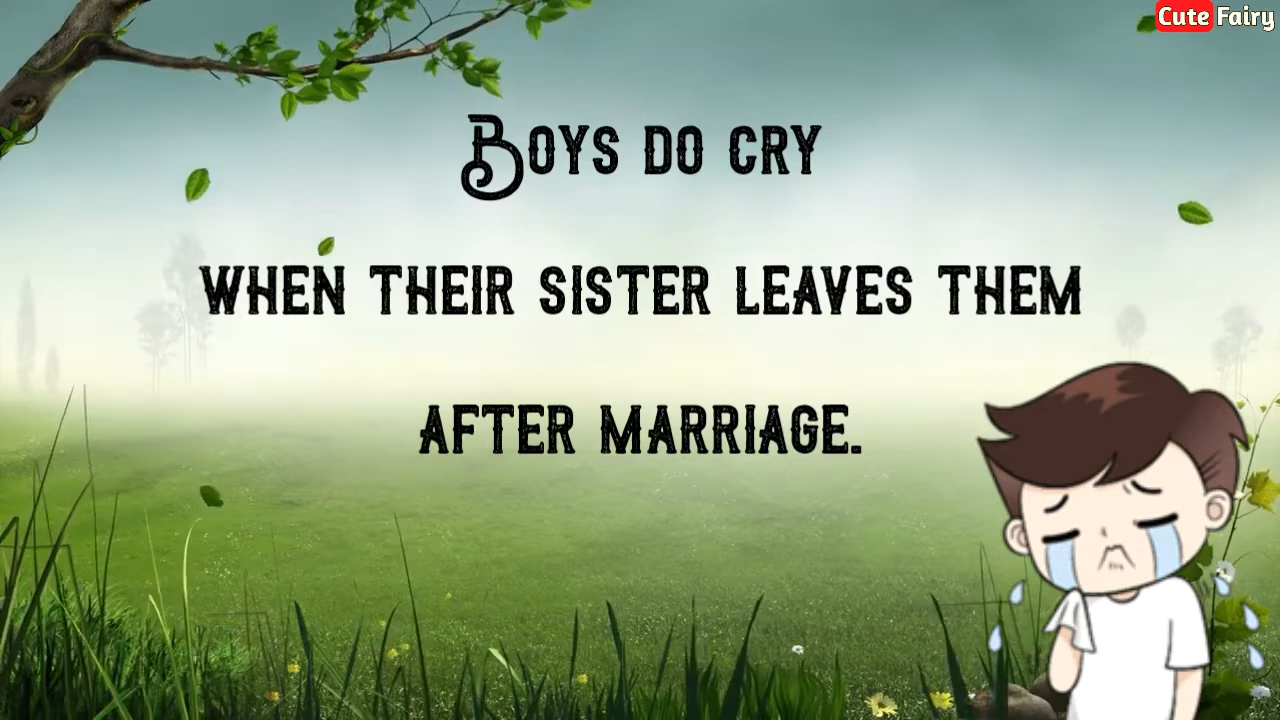 Cute Fairy
Boys do cry
when their sister leaves them
after marriage.